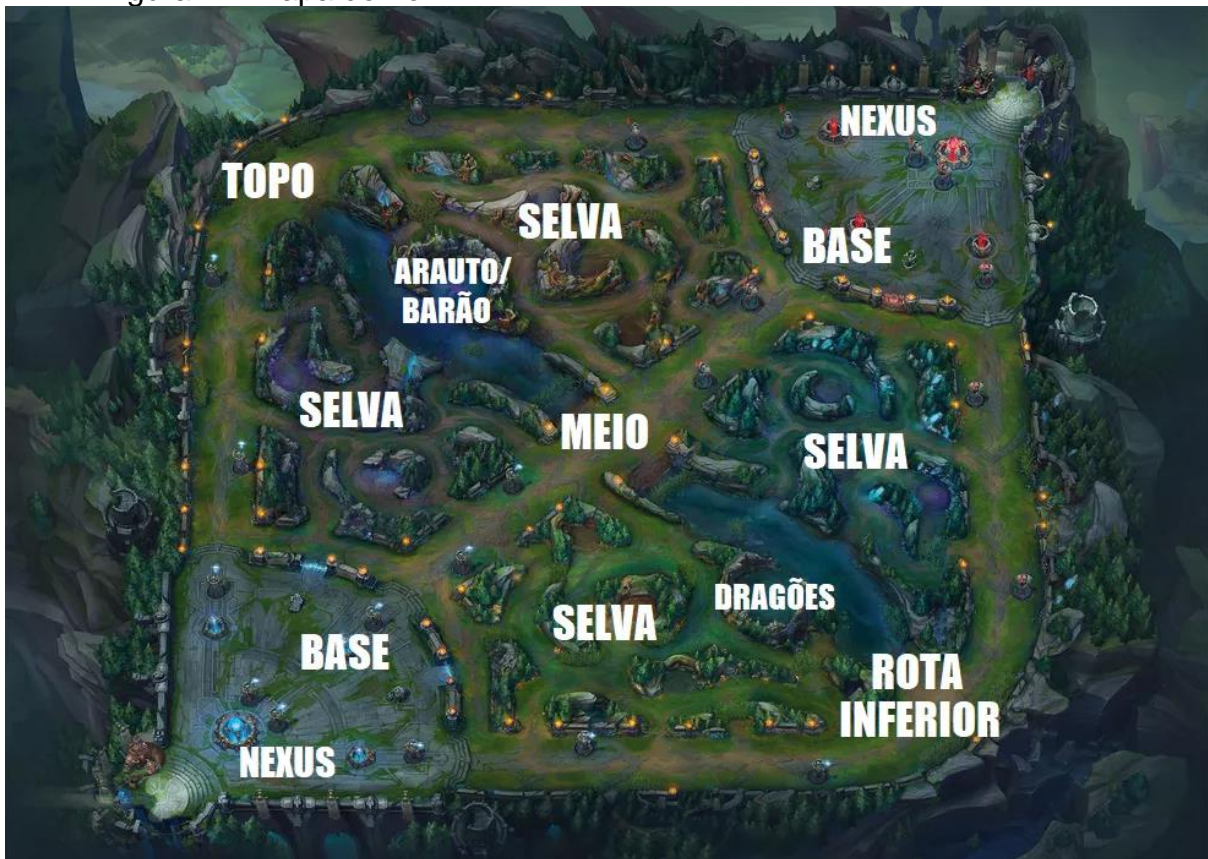 NEXUS
TOPO
SELVA
BASE
ARAUTO/
BARÃO
SELVA
MEIO
SELVA
DRAGÕES
SELVA
BASE
ROTA
INFERIOR
NEXUS